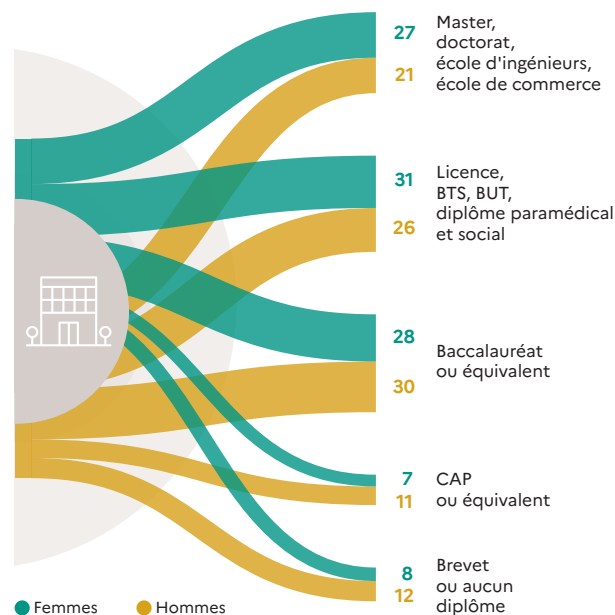 27
21
Master,
doctorat,
école d'ingénieurs,
école de commerce
31
26
Licence,
BTS, BUT,
diplôme paramédical
et social
28
30
Baccalauréat
ou équivalent
7
11
CAP
ou équivalent
8
12
Brevet
ou aucun
diplôme
Femmes
Hommes